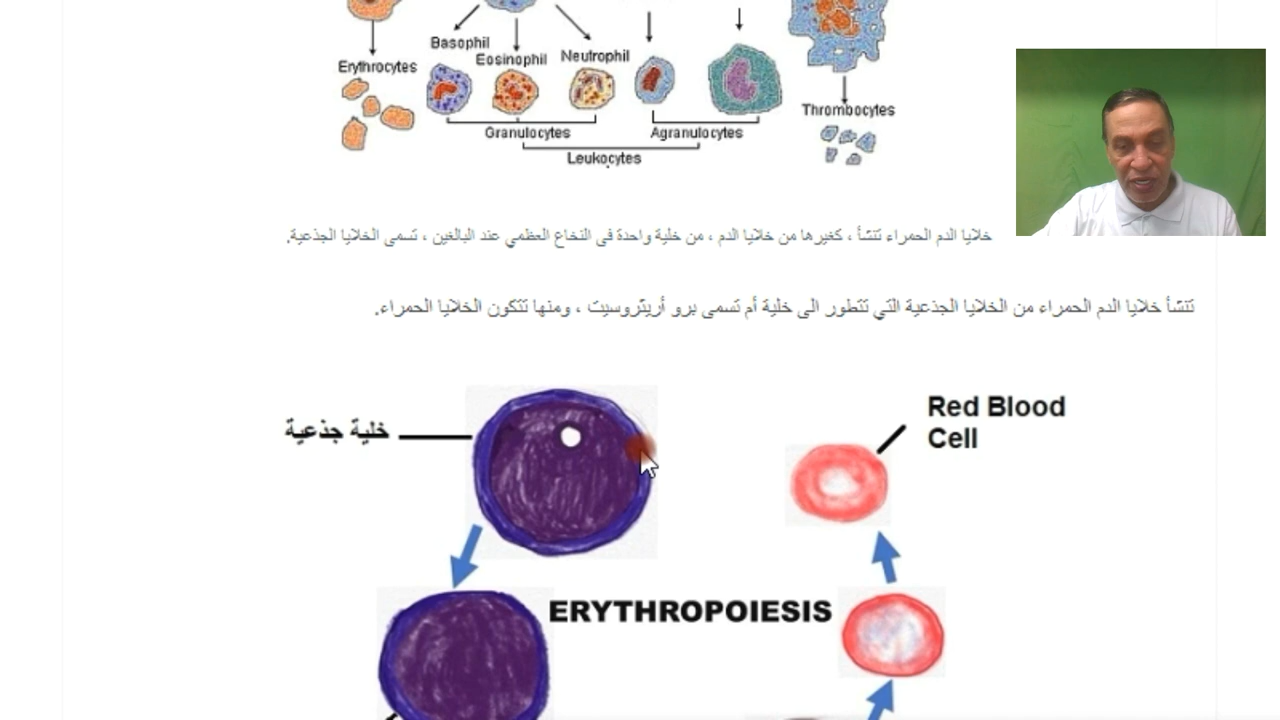 Basophil
Eosinophil
Neutrophil
Erythrocytes
Thrombocytes
Granulocytes
Agranulocytes
Leukocytes
خلايا الدم الحمراء تنشأ ، كغيرها من خلايا الدم ، من خلية واحدة فى النخاع العظمي عند البالغين ، تسمى الخلايا الجذعية.
تنشأ خلايا الدم الحمراء من الخلايا الجذعية التي تتطور الى خلية أم تسمى برو أريثروسيت ، ومنها تتكون الخلايا الحمراء.
خلية جذعية
Red Blood
Cell
ERYTHROPOIESIS